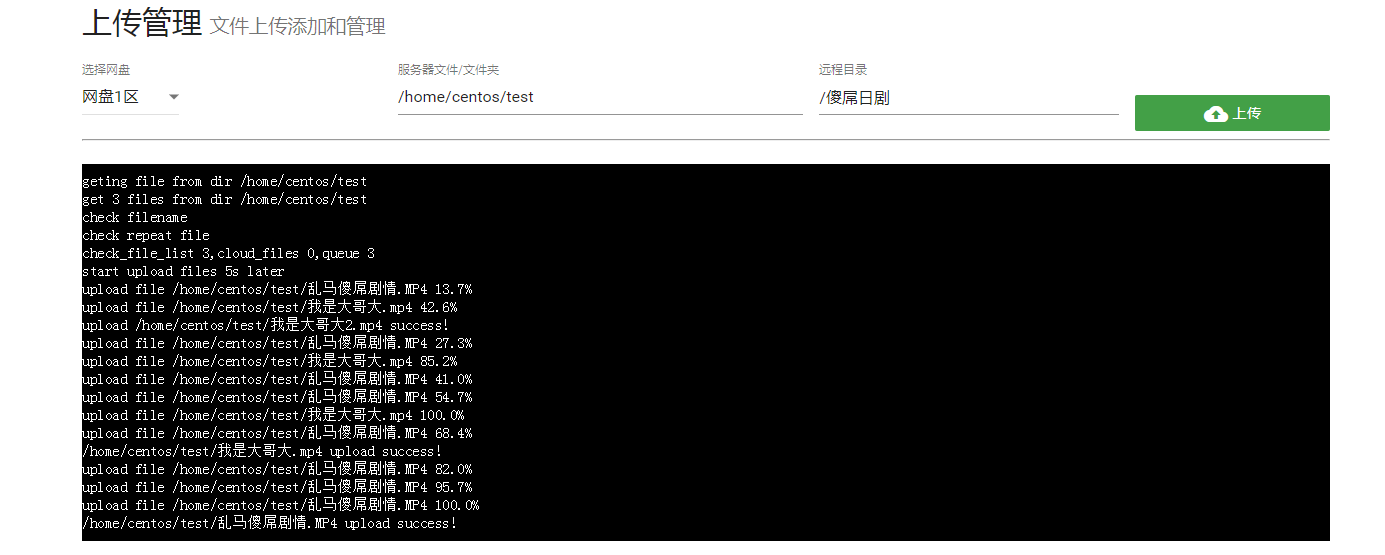 上传管理 文件上传添加和管理
选择网盘 服务器文件/文件夹 远程目录
网盘1区 /home/centos/test /傻屌日剧 上传
geting file from dir /home/centos/test
get 3 files from dir /home/centos/test
check filename
check repeat file
check_file_list 3,cloud_files 0,queue 3
start upload files 5s later
upload file /home/centos/test/乱马傻屌剧情.MP4 13.7%
upload file /home/centos/test/我是大哥大.mp4 42.6%
upload /home/centos/test/我是大哥大2.mp4 success!
upload file /home/centos/test/乱马傻屌剧情.MP4 27.3%
upload file /home/centos/test/我是大哥大.mp4 85.2%
upload file /home/centos/test/乱马傻屌剧情.MP4 41.0%
upload file /home/centos/test/乱马傻屌剧情.MP4 54.7%
upload file /home/centos/test/我是大哥大.mp4 100.0%
upload file /home/centos/test/乱马傻屌剧情.MP4 68.4%
/home/centos/test/我是大哥大.mp4 upload success!
upload file /home/centos/test/乱马傻屌剧情.MP4 82.0%
upload file /home/centos/test/乱马傻屌剧情.MP4 95.7%
upload file /home/centos/test/乱马傻屌剧情.MP4 100.0%
/home/centos/test/乱马傻屌剧情.MP4 upload success!